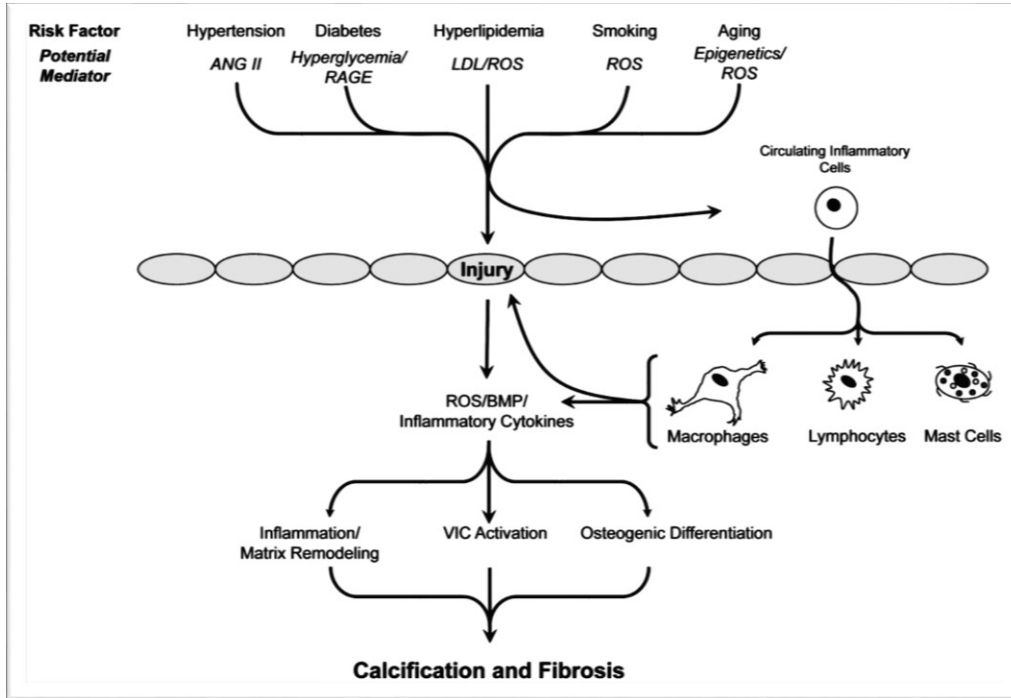 Risk Factor
Hypertension
Diabetes
Hyperlipidemia
Smoking
Aging
Potential
Mediator
ANG II
Hyperglycemia/
RAGE
LDL/ROS
ROS
Epigenetics/
ROS
Circulating Inflammatory
Cells
Injury
ROS/BMP/
Inflammatory Cytokines
Macrophages
Lymphocytes
Mast Cells
Inflammation/
Matrix Remodeling
VIC Activation
Osteogenic Differentiation
Calcification and Fibrosis